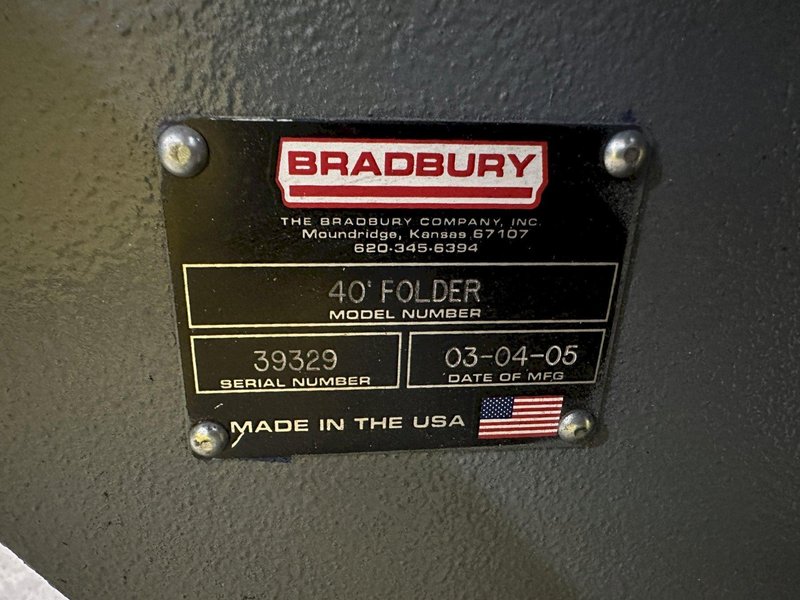 BRADBURY
THE BRADBURY COMPANY, INC.
Moundridge, Kansas 67107
620-345-6394
40' FOLDER
MODEL NUMBER
39329
SERIAL NUMBER
03-04-05
DATE OF MFG
MADE IN THE USA